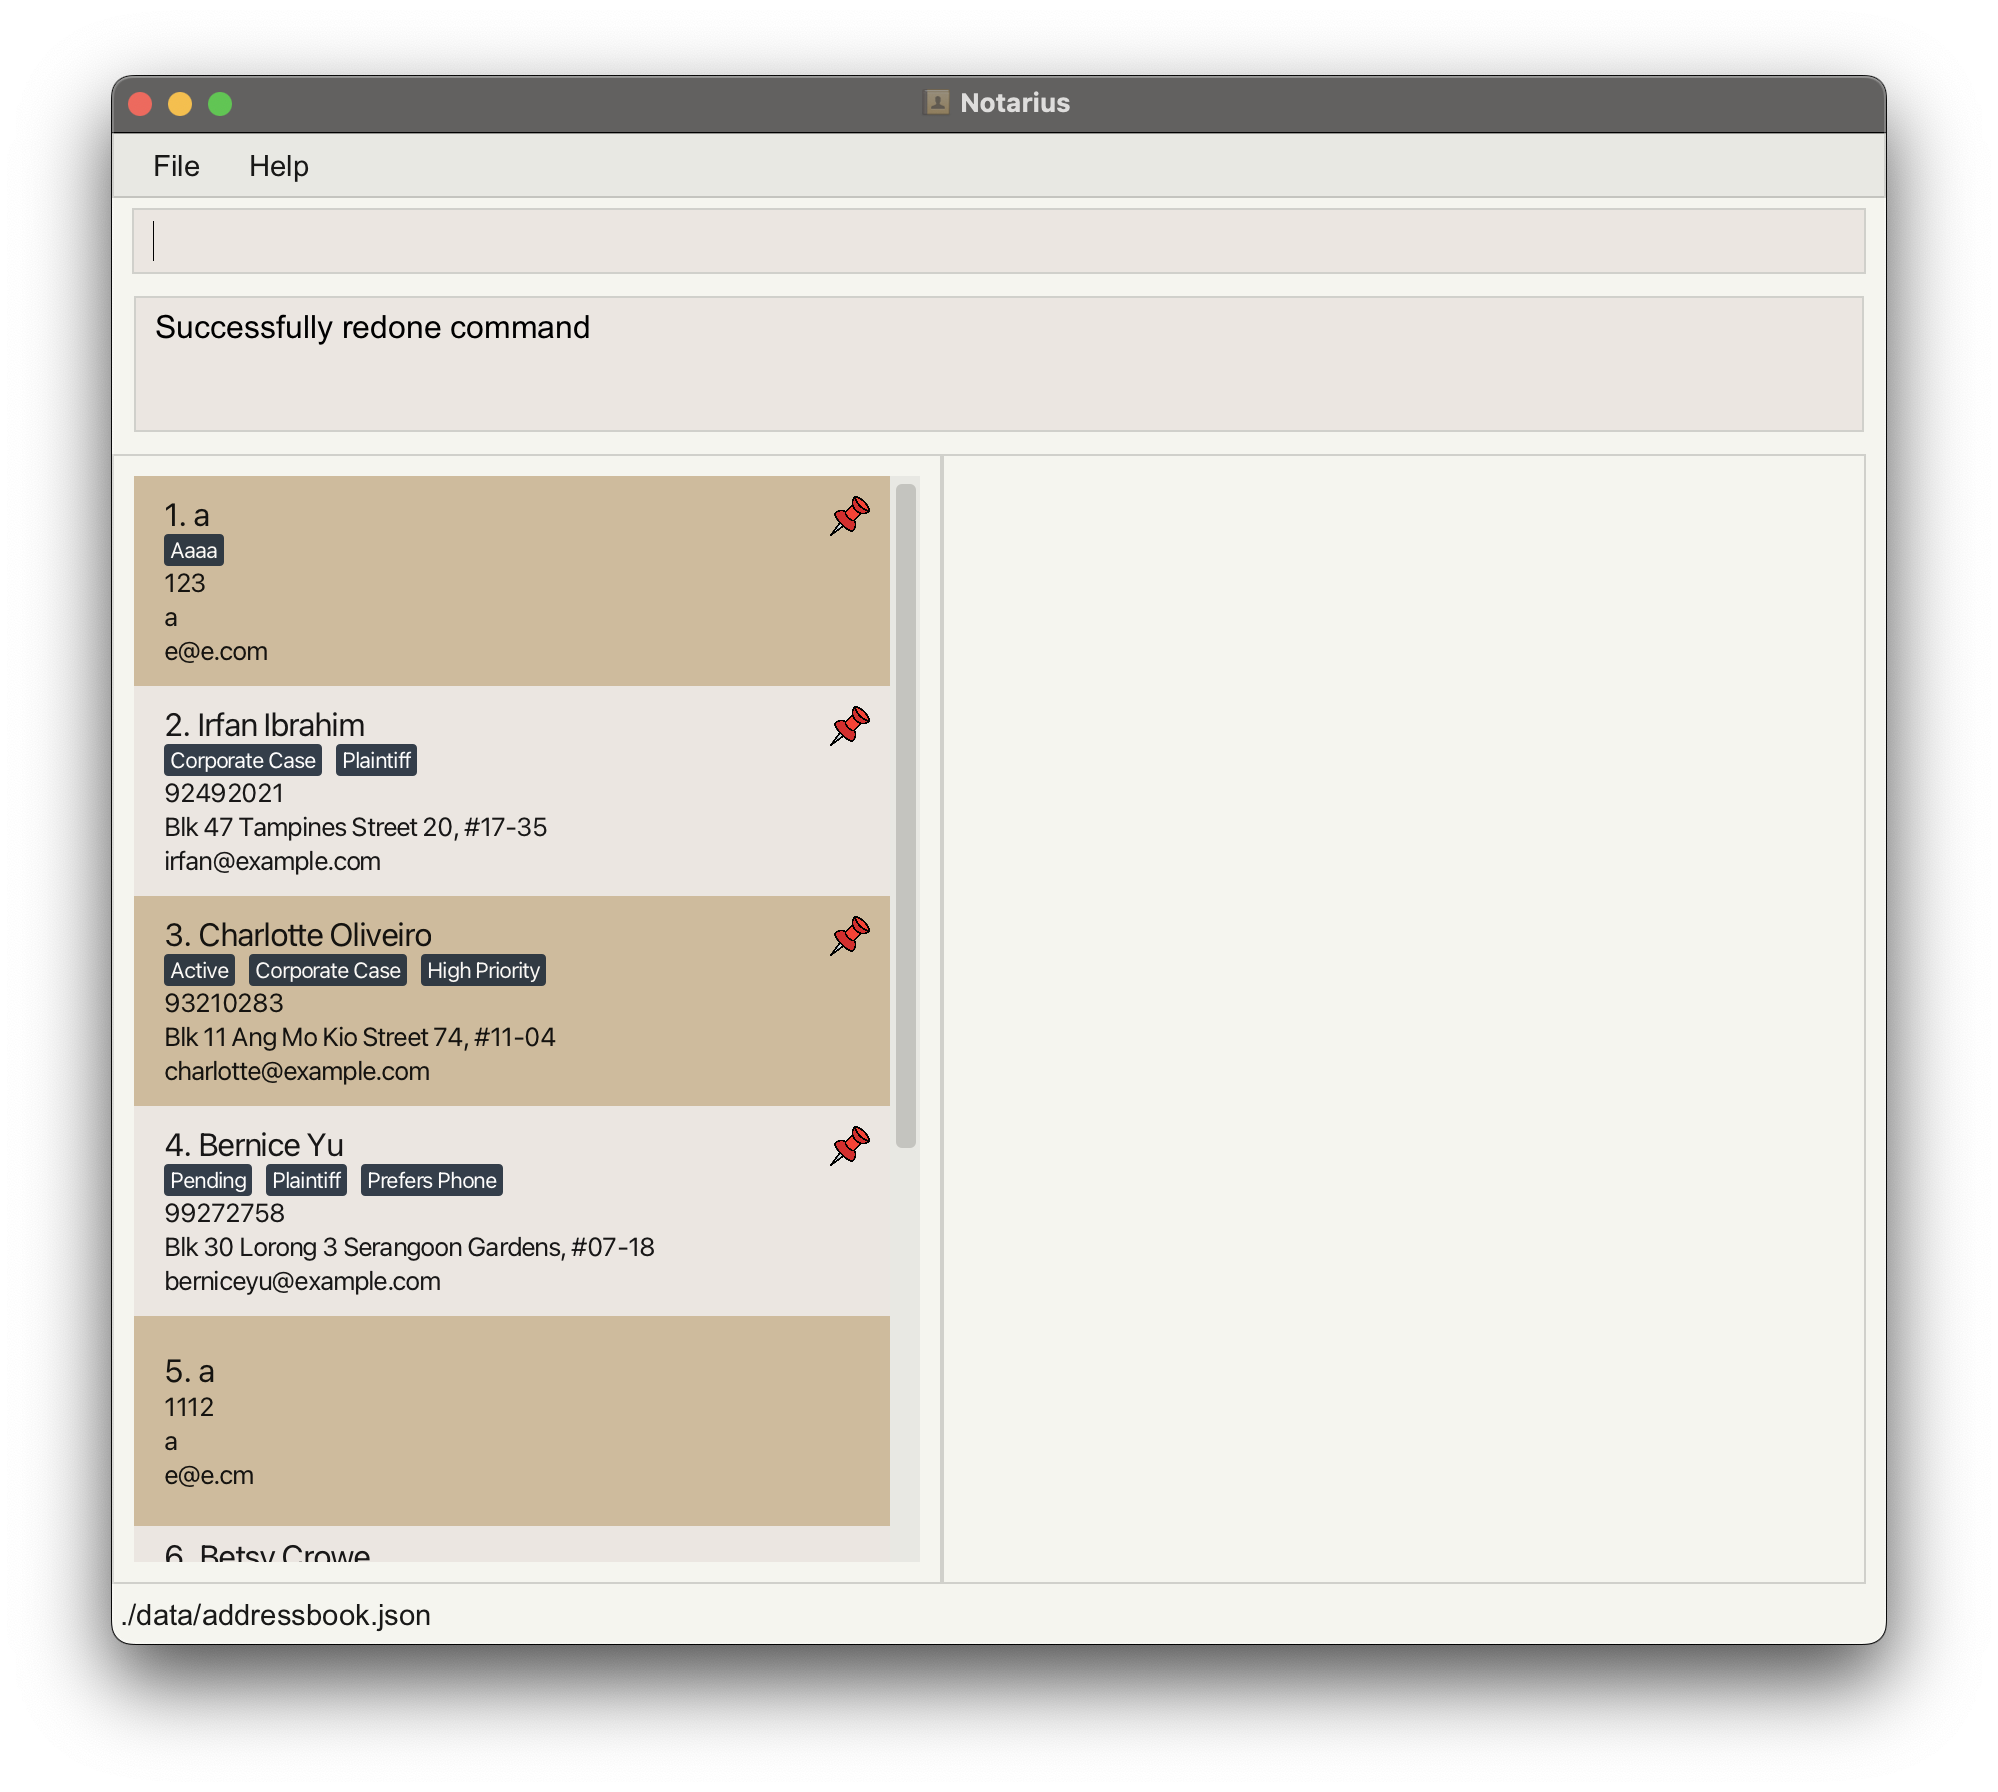 Notarius
File Help
Successfully redone command
1. a
Aaaa
123
a
e@e.com
2. Irfan Ibrahim
Corporate Case Plaintiff
92492021
Blk 47 Tampines Street 20, #17-35
irfan@example.com
3. Charlotte Oliveiro
Active Corporate Case High Priority
93210283
Blk 11 Ang Mo Kio Street 74, #11-04
charlotte@example.com
4. Bernice Yu
Pending Plaintiff Prefers Phone
99272758
Blk 30 Lorong 3 Serangoon Gardens, #07-18
berniceyu@example.com
5. a
1112
a
e@e.cm
6. Betsy Crowe
./data/addressbook.json